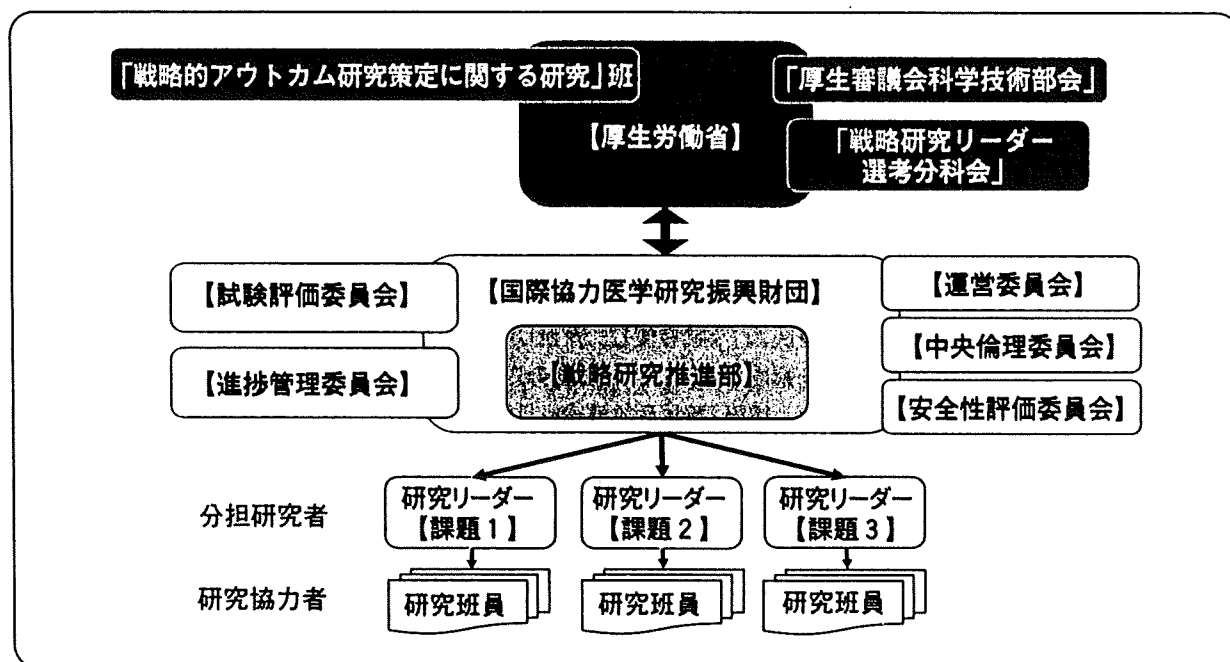 「戦略的アウトカム研究策定に関する研究」班
「厚生審議会科学技術部会」
【厚生労働省】
「戦略研究リーダー
選考分科会」
【試験評価委員会】
【国際協力医学研究振興財団】
【運営委員会】
【戦略研究推進部】
【中央倫理委員会】
【進捗管理委員会】
【安全性評価委員会】
分担研究者
研究リーダー
【課題1】
研究リーダー
【課題2】
研究リーダー
【課題3】
研究協力者
研究班員
研究班員
研究班員